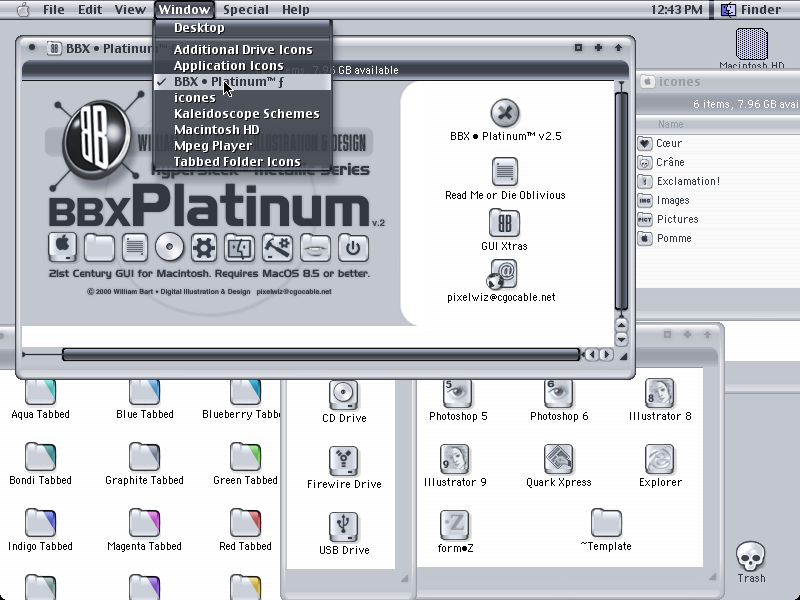 File Edit View Window Special Help 12:43 PM Finder
Desktop
Additional Drive Icons
Application Icons
✓ BBX • Platinum™ ƒ
icones
Kaleidoscope Schemes
Macintosh HD
Mpeg Player
Tabbed Folder Icons
BBX • Platinum™
7.96 GB available
BB
& DESIGN
Metallic Series
BBXPlatinum v.2
21st Century GUI for Macintosh. Requires MacOS 8.5 or better.
© 2000 William Bart • Digital Illustration & Design pixelwiz@cgocable.net
BBX • Platinum™ v2.5
Read Me or Die Oblivious
GUI Xtras
pixelwiz@cgocable.net
Macintosh HD
icones
6 items, 7.96 GB avai
Name
Cœur
Crâne
Exclamation!
Images
Pictures
Pomme
Aqua Tabbed
Blue Tabbed
Blueberry Tabb
Bondi Tabbed
Graphite Tabbed
Green Tabbed
Indigo Tabbed
Magenta Tabbed
Red Tabbed
CD Drive
Firewire Drive
USB Drive
5
Photoshop 5
6
Photoshop 6
8
Illustrator 8
9
Illustrator 9
Quark Xpress
Explorer
Z
form•Z
~Template
Trash